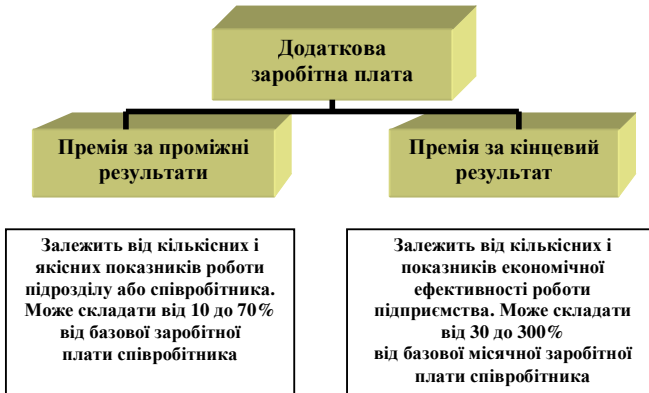 Додаткова
заробітна плата
Премія за проміжні
результати
Премія за кінцевий
результат
Залежить від кількісних і
якісних показників роботи
підрозділу або співробітника.
Може складати від 10 до 70%
від базової заробітної
плати співробітника
Залежить від кількісних і
показників економічної
ефективності роботи
підприємства. Може складати
від 30 до 300%
від базової місячної заробітної
плати співробітника